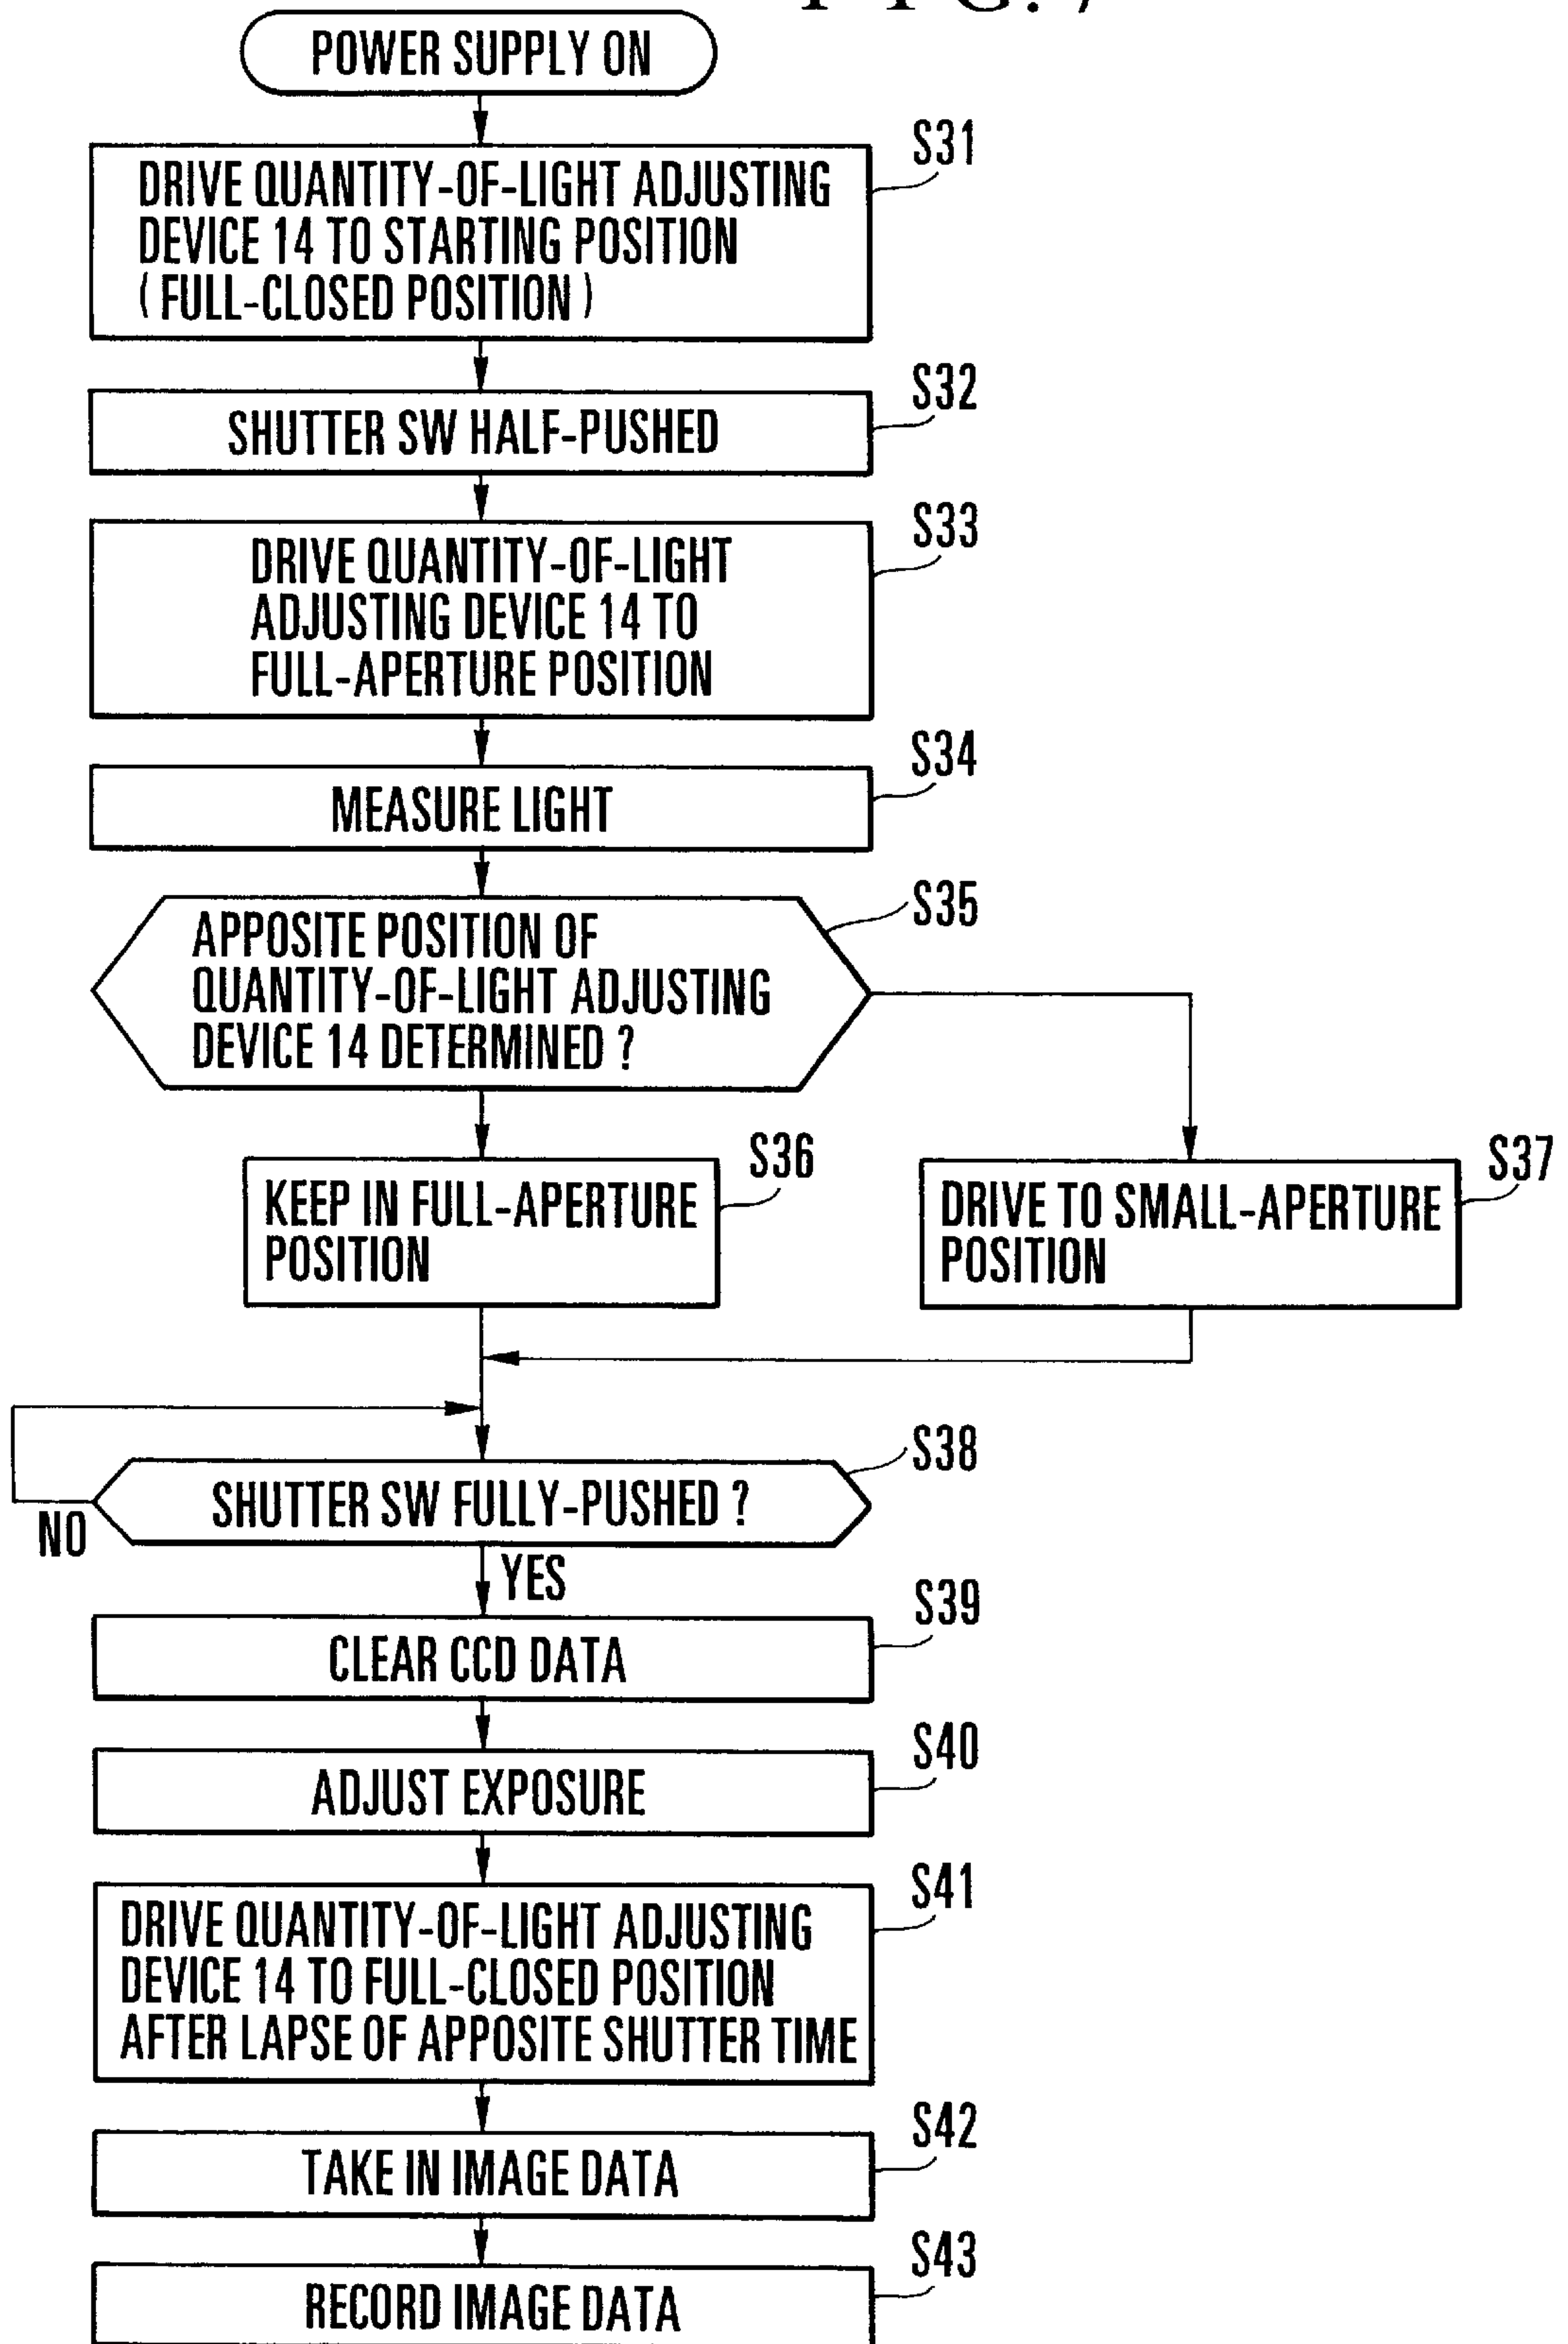 FIG. 7
POWER SUPPLY ON
S31
DRIVE QUANTITY-OF-LIGHT ADJUSTING
DEVICE 14 TO STARTING POSITION
(FULL-CLOSED POSITION)
S32
SHUTTER SW HALF-PUSHED
S33
DRIVE QUANTITY-OF-LIGHT
ADJUSTING DEVICE 14 TO
FULL-APERTURE POSITION
S34
MEASURE LIGHT
S35
APPOSITE POSITION OF
QUANTITY-OF-LIGHT ADJUSTING
DEVICE 14 DETERMINED ?
S36
KEEP IN FULL-APERTURE
POSITION
S37
DRIVE TO SMALL-APERTURE
POSITION
S38
SHUTTER SW FULLY-PUSHED ?
NO
YES
S39
CLEAR CCD DATA
S40
ADJUST EXPOSURE
S41
DRIVE QUANTITY-OF-LIGHT ADJUSTING
DEVICE 14 TO FULL-CLOSED POSITION
AFTER LAPSE OF APPOSITE SHUTTER TIME
S42
TAKE IN IMAGE DATA
S43
RECORD IMAGE DATA